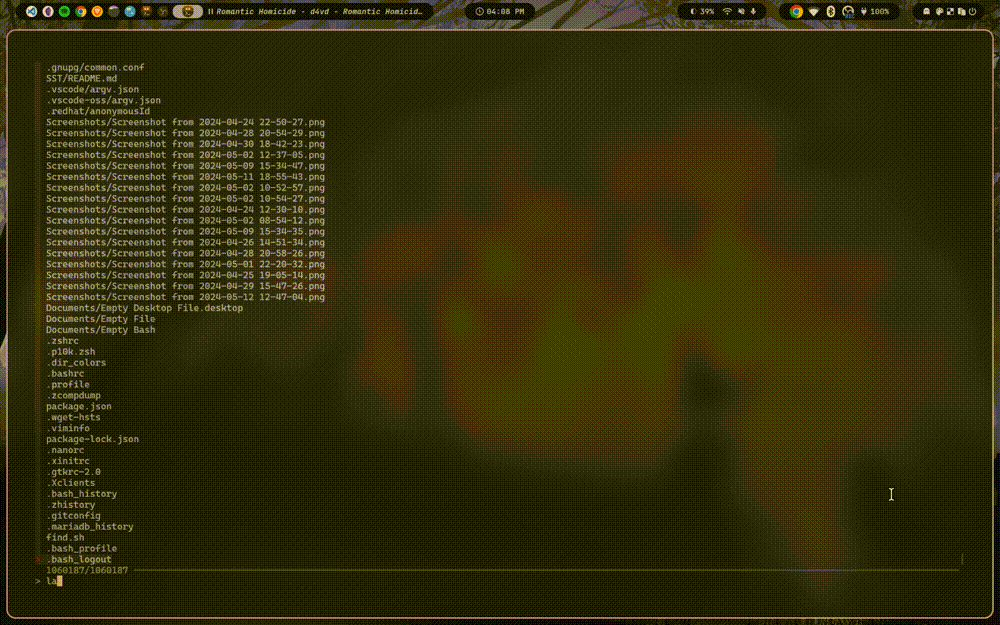 Romantic Homicide - d4vd - Romantic Homicid…
04:08 PM
39%
100%
.gnupg/common.conf
SST/README.md
.vscode/argv.json
.vscode-oss/argv.json
.redhat/anonymousId
Screenshots/Screenshot from 2024-04-24 22-50-27.png
Screenshots/Screenshot from 2024-04-28 20-54-29.png
Screenshots/Screenshot from 2024-04-30 18-42-23.png
Screenshots/Screenshot from 2024-05-02 12-37-05.png
Screenshots/Screenshot from 2024-05-09 15-34-47.png
Screenshots/Screenshot from 2024-05-11 18-55-43.png
Screenshots/Screenshot from 2024-05-02 10-52-57.png
Screenshots/Screenshot from 2024-05-02 10-54-27.png
Screenshots/Screenshot from 2024-04-24 12-30-10.png
Screenshots/Screenshot from 2024-05-02 08-54-12.png
Screenshots/Screenshot from 2024-05-09 15-34-35.png
Screenshots/Screenshot from 2024-04-26 14-51-34.png
Screenshots/Screenshot from 2024-04-28 20-58-26.png
Screenshots/Screenshot from 2024-05-01 22-20-32.png
Screenshots/Screenshot from 2024-04-25 19-05-14.png
Screenshots/Screenshot from 2024-04-29 15-47-26.png
Screenshots/Screenshot from 2024-05-12 12-47-04.png
Documents/Empty Desktop File.desktop
Documents/Empty File
Documents/Empty Bash
.zshrc
.p10k.zsh
.dir_colors
.bashrc
.profile
.zcompdump
package.json
.wget-hsts
.viminfo
package-lock.json
.nanorc
.xinitrc
.gtkrc-2.0
.Xclients
.bash_history
.zhistory
.gitconfig
.mariadb_history
find.sh
.bash_profile
.bash_logout
1060187/1060187
> la